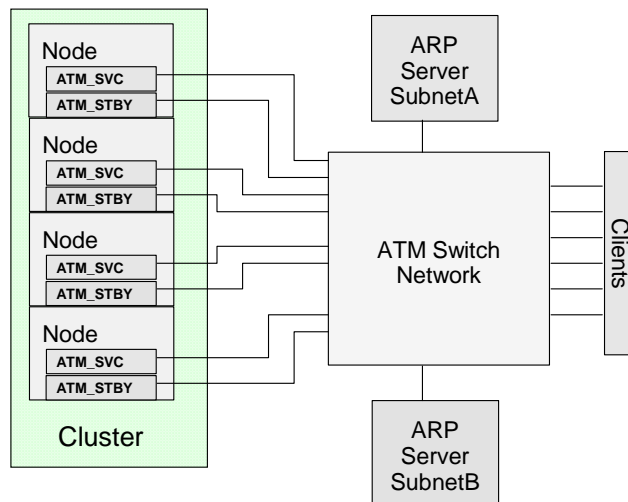 Node
ATM_SVC
ATM_STBY
Node
ATM_SVC
ATM_STBY
Node
ATM_SVC
ATM_STBY
Node
ATM_SVC
ATM_STBY
Cluster
ARP
Server
SubnetA
ATM Switch
Network
Clients
ARP
Server
SubnetB